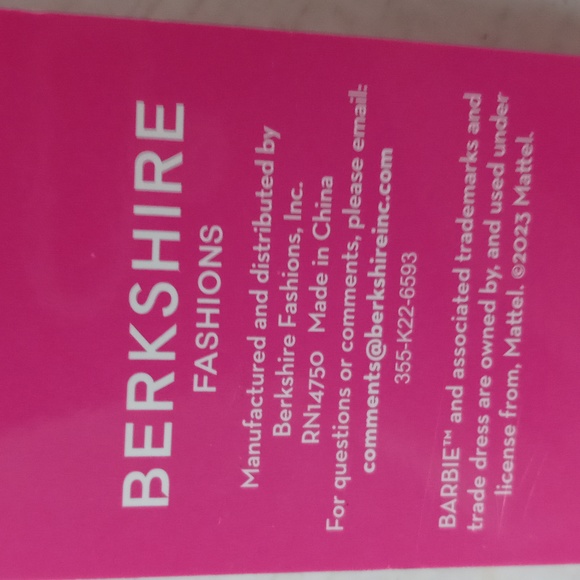 BERKSHIRE
FASHIONS
Manufactured and distributed by
Berkshire Fashions, Inc.
RN14750 Made in China
For questions or comments, please email:
comments@berkshireinc.com
355-K22-6593
BARBIE™ and associated trademarks and
trade dress are owned by, and used under
license from, Mattel. ©2023 Mattel.